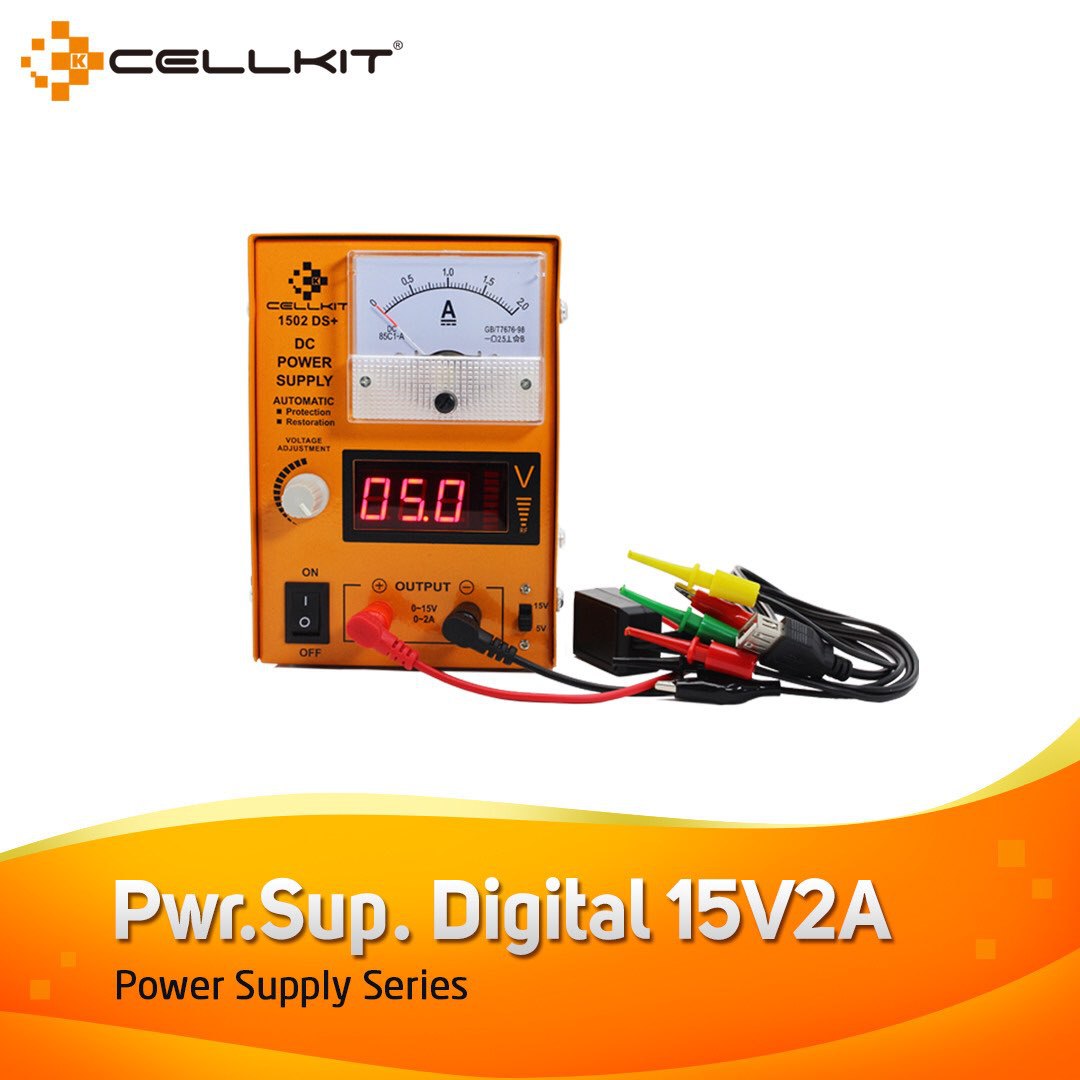 CELLKIT®
CELLKIT
1502 DS+
DC
POWER
SUPPLY
AUTOMATIC
■ Protection
■ Restoration
VOLTAGE
ADJUSTMENT
0 0.5 1.0 1.5 2.0
A
DC
85C1-A
GB/T7676-98
V
05.0
ON
OFF
+ OUTPUT −
0~15V
0~2A
15V
5V
Pwr.Sup. Digital 15V2A
Power Supply Series